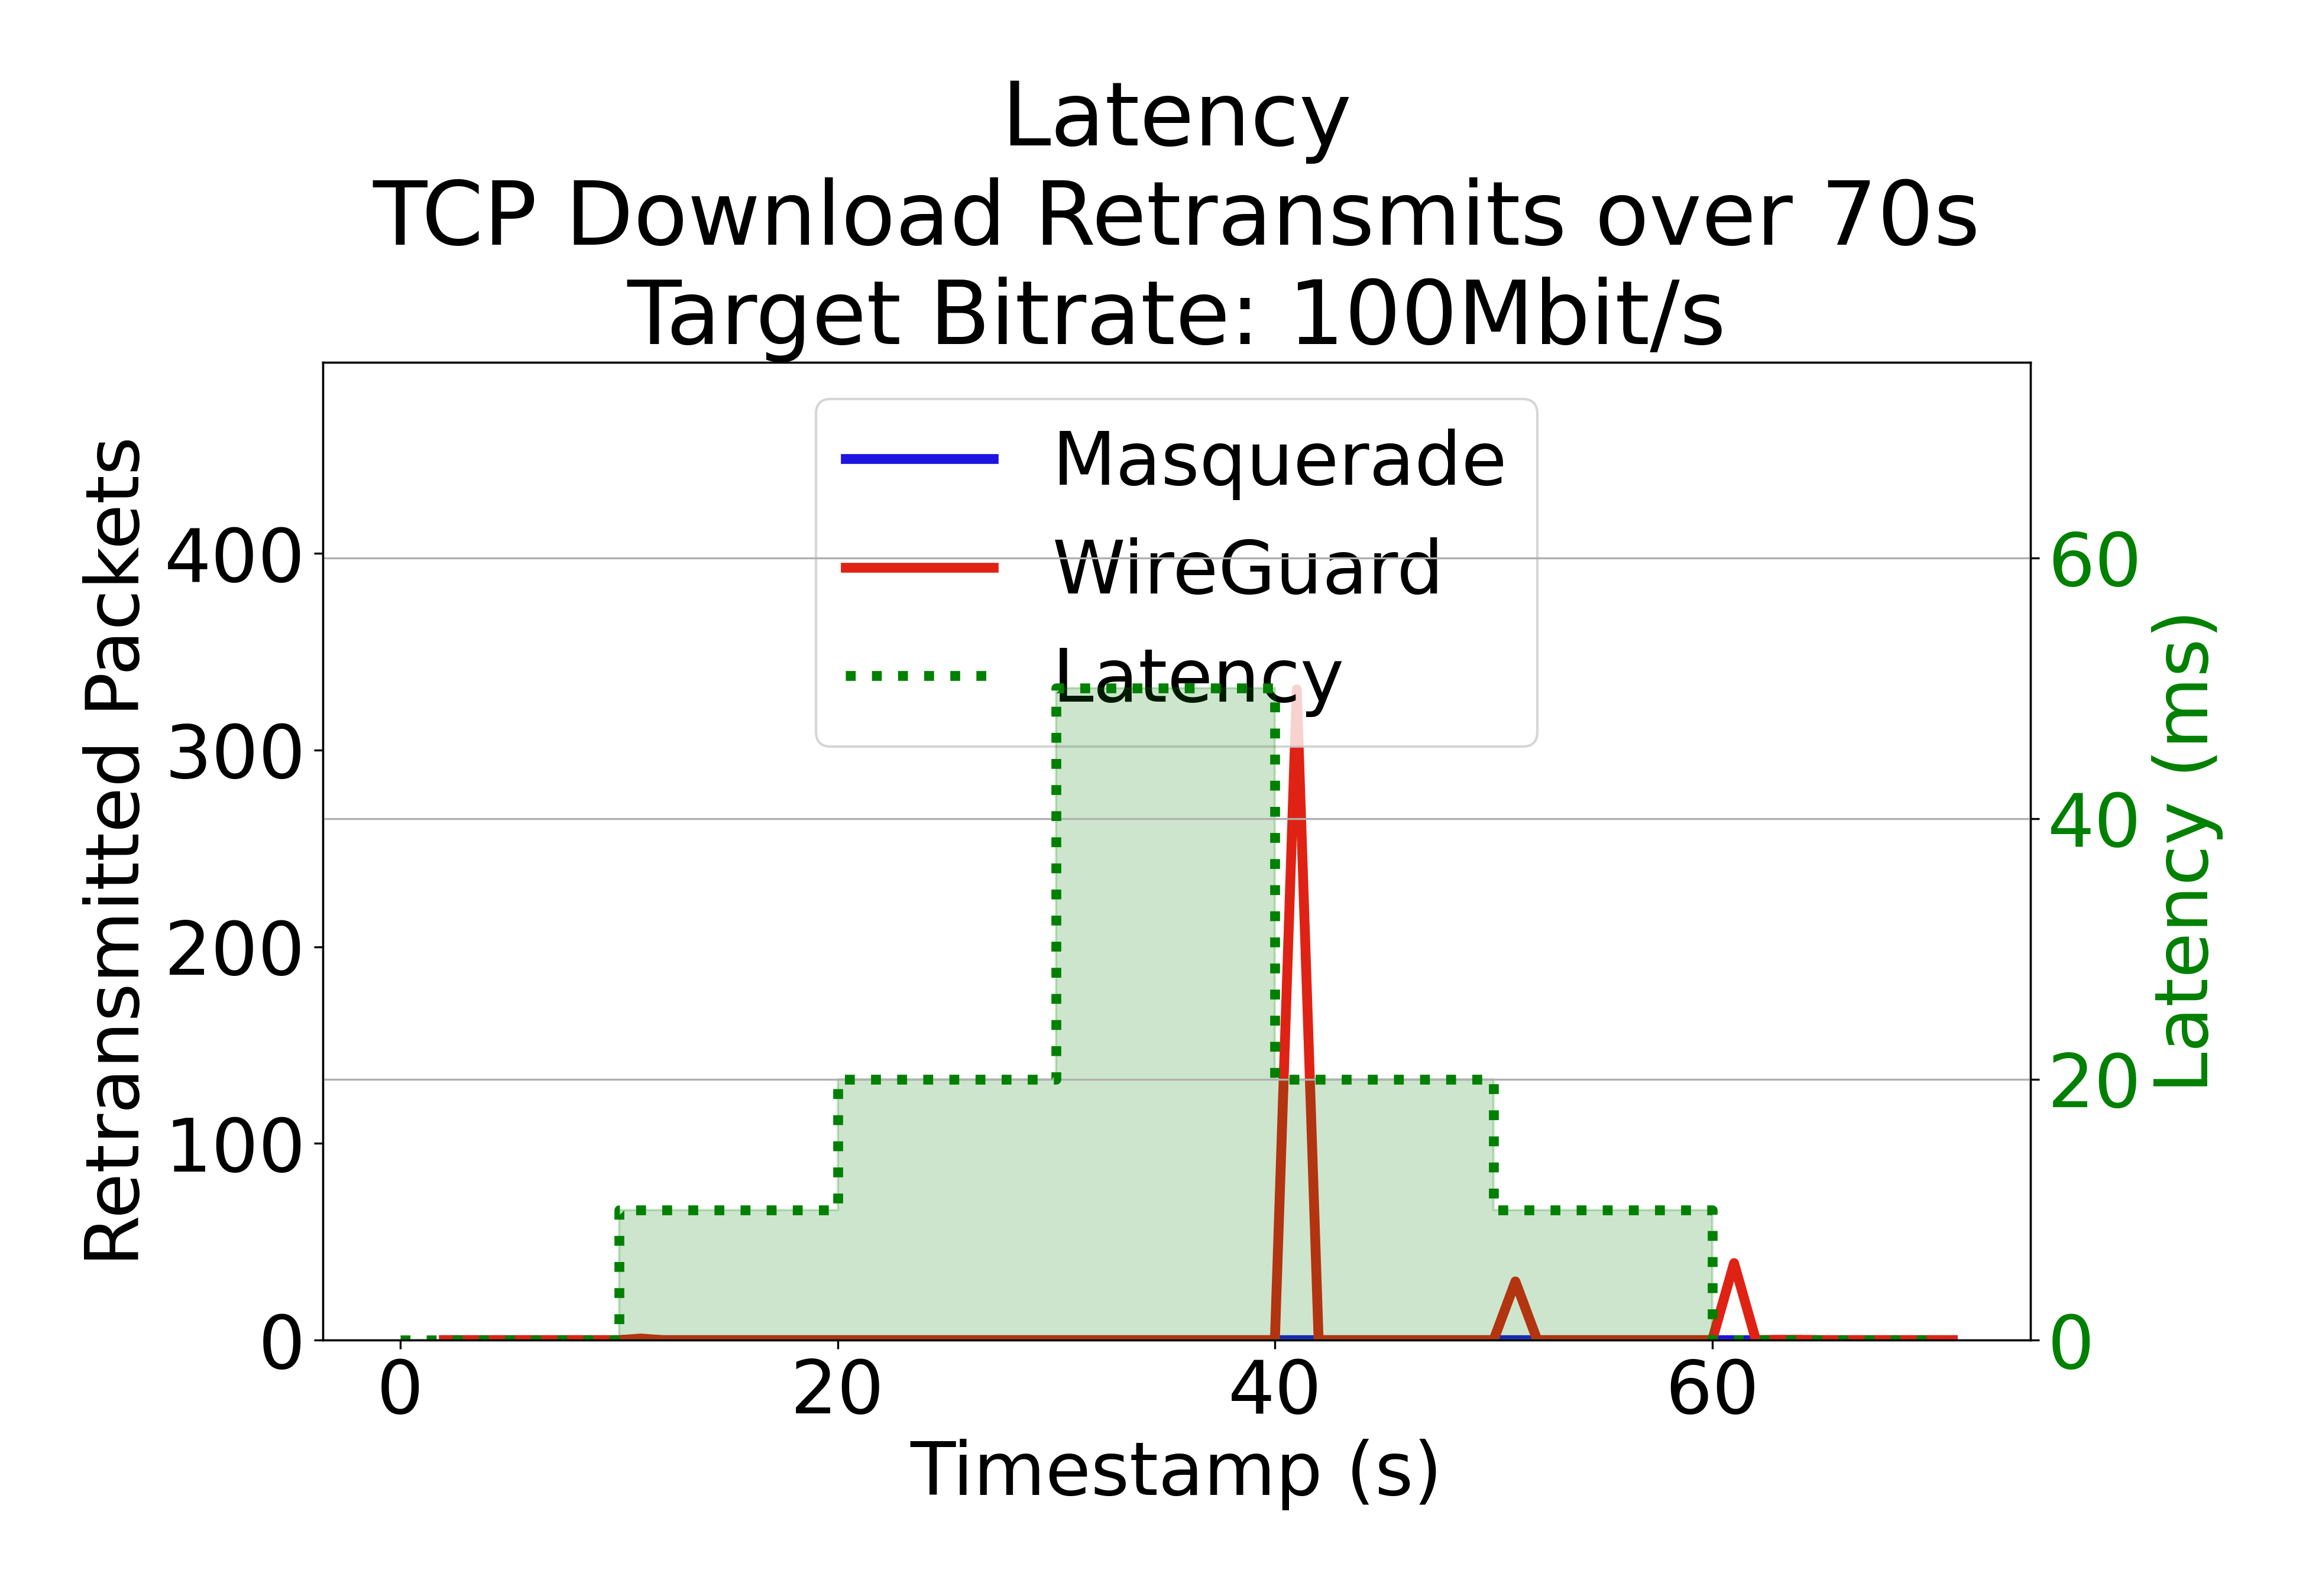 Latency
TCP Download Retransmits over 70s
Target Bitrate: 100Mbit/s
Masquerade
WireGuard
Latency
Retransmitted Packets
400
300
200
100
0
60
40
20
0
Latency (ms)
0 20 40 60
Timestamp (s)